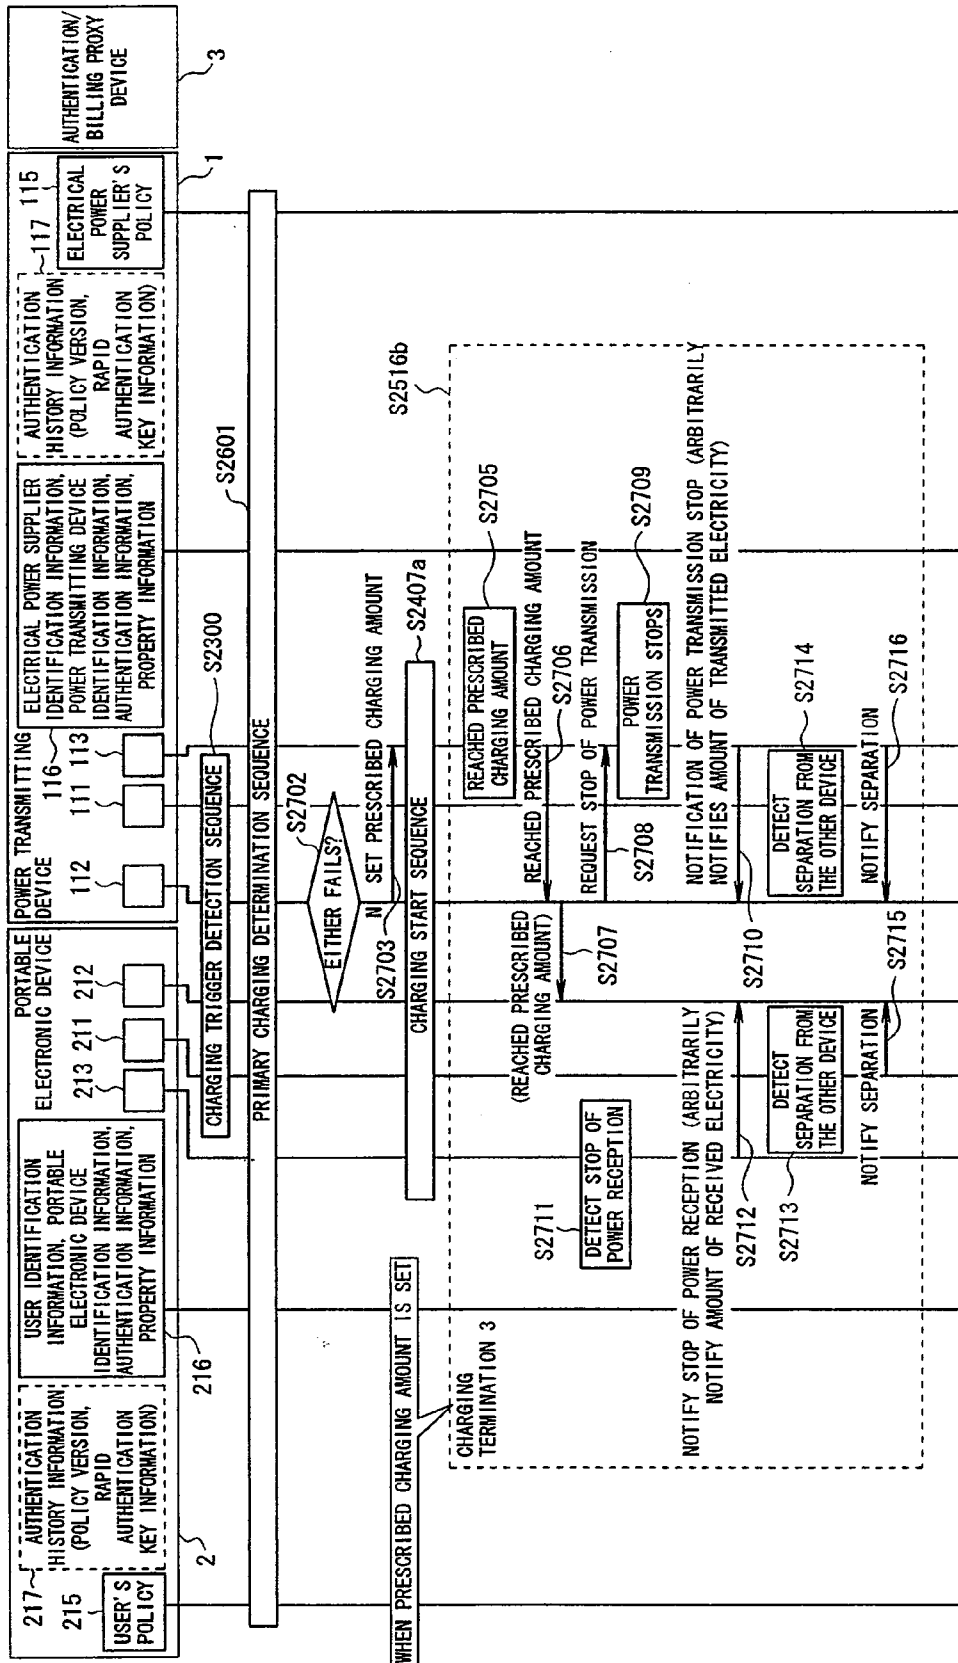 217
AUTHENTICATION
HISTORY INFORMATION
(POLICY VERSION,
RAPID
AUTHENTICATION
KEY INFORMATION)
215
USER'S
POLICY
2
USER IDENTIFICATION
INFORMATION, PORTABLE
ELECTRONIC DEVICE
IDENTIFICATION INFORMATION,
AUTHENTICATION INFORMATION,
PROPERTY INFORMATION
216
PORTABLE
ELECTRONIC DEVICE
213
211
212
POWER TRANSMITTING
DEVICE
112
111
113
116
ELECTRICAL POWER SUPPLIER
IDENTIFICATION INFORMATION,
POWER TRANSMITTING DEVICE
IDENTIFICATION INFORMATION,
AUTHENTICATION INFORMATION,
PROPERTY INFORMATION
AUTHENTICATION
HISTORY INFORMATION
(POLICY VERSION,
RAPID
AUTHENTICATION
KEY INFORMATION)
117
115
ELECTRICAL
POWER
SUPPLIER'S
POLICY
1
AUTHENTICATION/
BILLING PROXY
DEVICE
3
CHARGING TRIGGER DETECTION SEQUENCE
S2300
PRIMARY CHARGING DETERMINATION SEQUENCE
S2601
EITHER FAILS?
S2702
N
SET PRESCRIBED CHARGING AMOUNT
S2703
CHARGING START SEQUENCE
S2407a
WHEN PRESCRIBED CHARGING AMOUNT IS SET
S2516b
CHARGING
TERMINATION 3
REACHED PRESCRIBED
CHARGING AMOUNT
S2705
REACHED PRESCRIBED CHARGING AMOUNT
S2706
(REACHED PRESCRIBED
CHARGING AMOUNT)
S2707
REQUEST STOP OF POWER TRANSMISSION
S2708
POWER
TRANSMISSION STOPS
S2709
S2711
DETECT STOP OF
POWER RECEPTION
NOTIFICATION OF POWER TRANSMISSION STOP (ARBITRARILY
NOTIFIES AMOUNT OF TRANSMITTED ELECTRICITY)
S2710
NOTIFY STOP OF POWER RECEPTION (ARBITRARILY
NOTIFY AMOUNT OF RECEIVED ELECTRICITY)
S2712
S2713
DETECT
SEPARATION FROM
THE OTHER DEVICE
DETECT
SEPARATION FROM
THE OTHER DEVICE
S2714
NOTIFY SEPARATION
S2715
NOTIFY SEPARATION
S2716